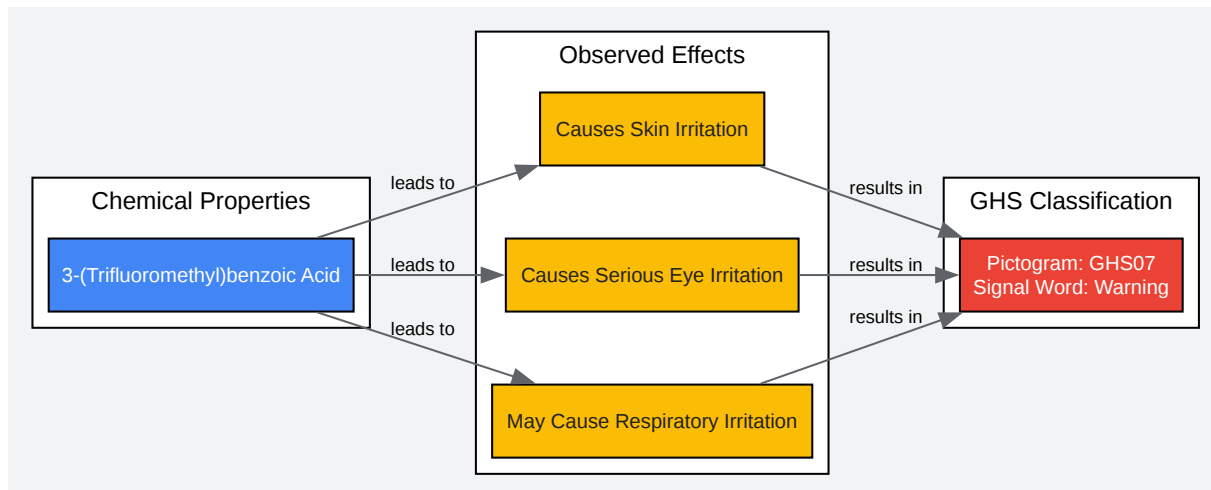 Observed Effects
Causes Skin Irritation
leads to
results in
Chemical Properties
GHS Classification
3-(Trifluoromethyl)benzoic Acid
leads to
Causes Serious Eye Irritation
results in
Pictogram: GHS07
Signal Word: Warning
leads to
results in
May Cause Respiratory Irritation